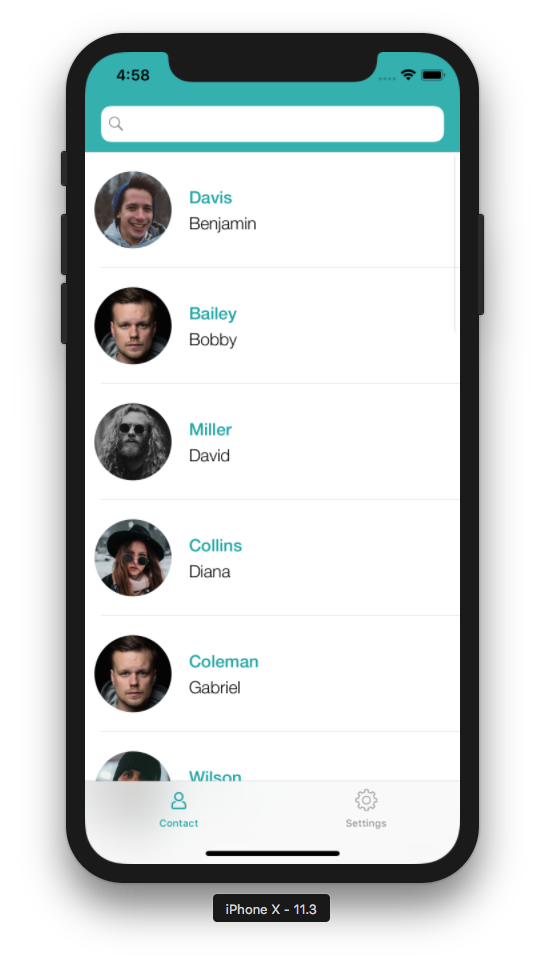 4:58
Davis
Benjamin
Bailey
Bobby
Miller
David
Collins
Diana
Coleman
Gabriel
Wilson
Contact
Settings
iPhone X - 11.3